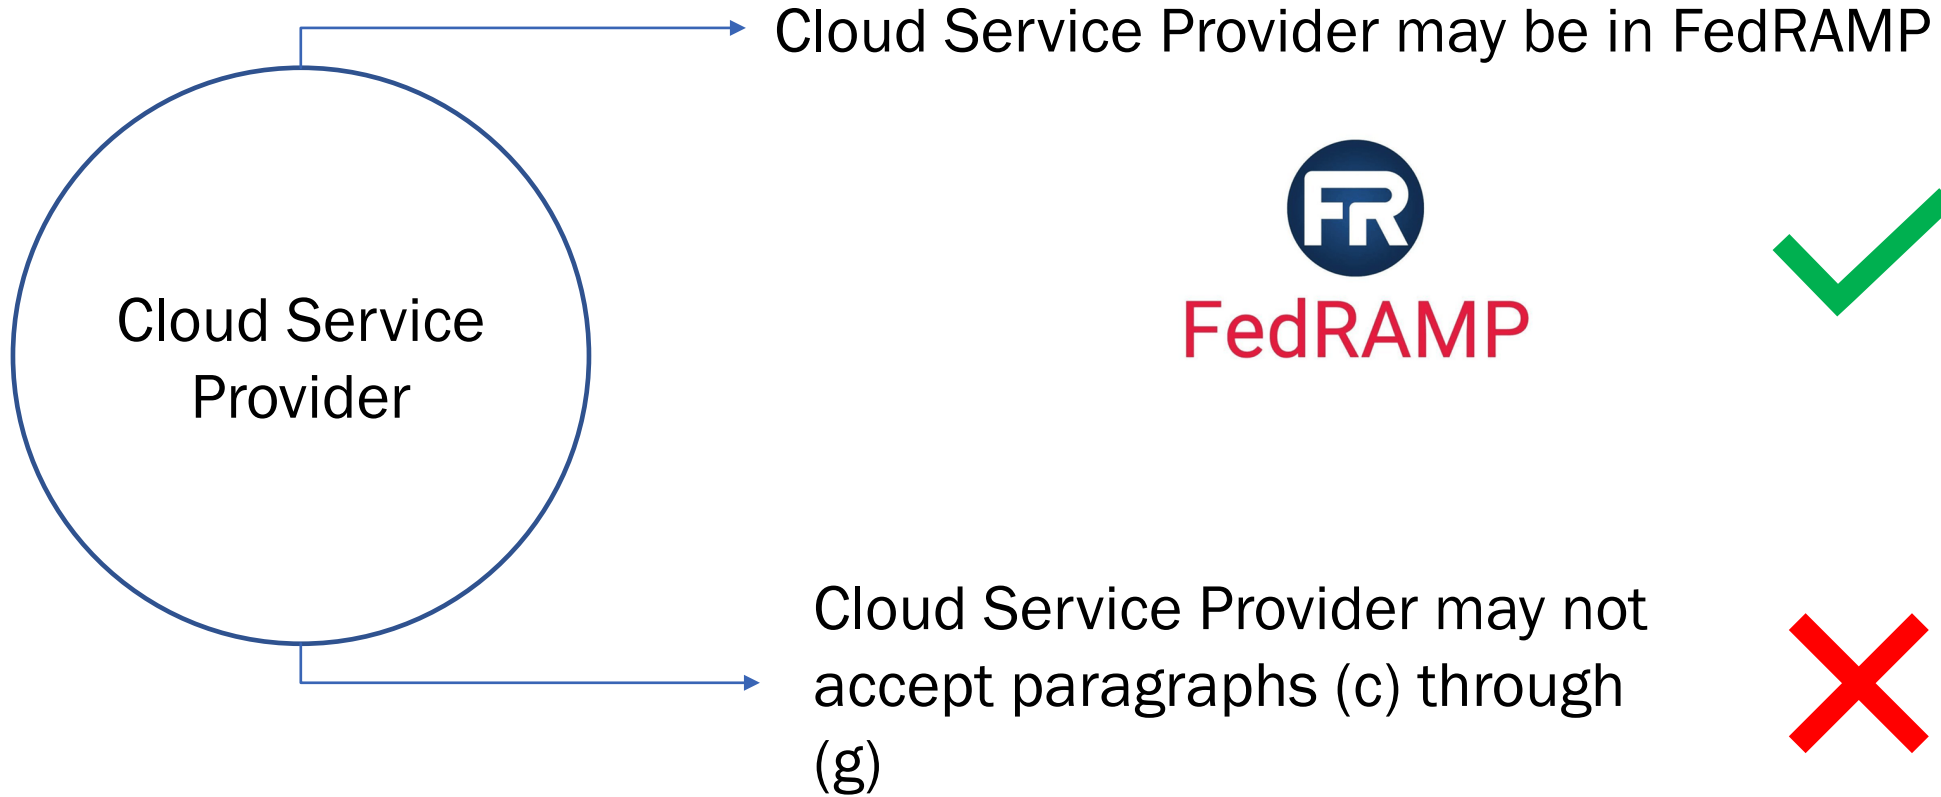 Cloud Service Provider may be in FedRAMP
FR
FedRAMP
Cloud Service
Provider
Cloud Service Provider may not
accept paragraphs (c) through
(g)